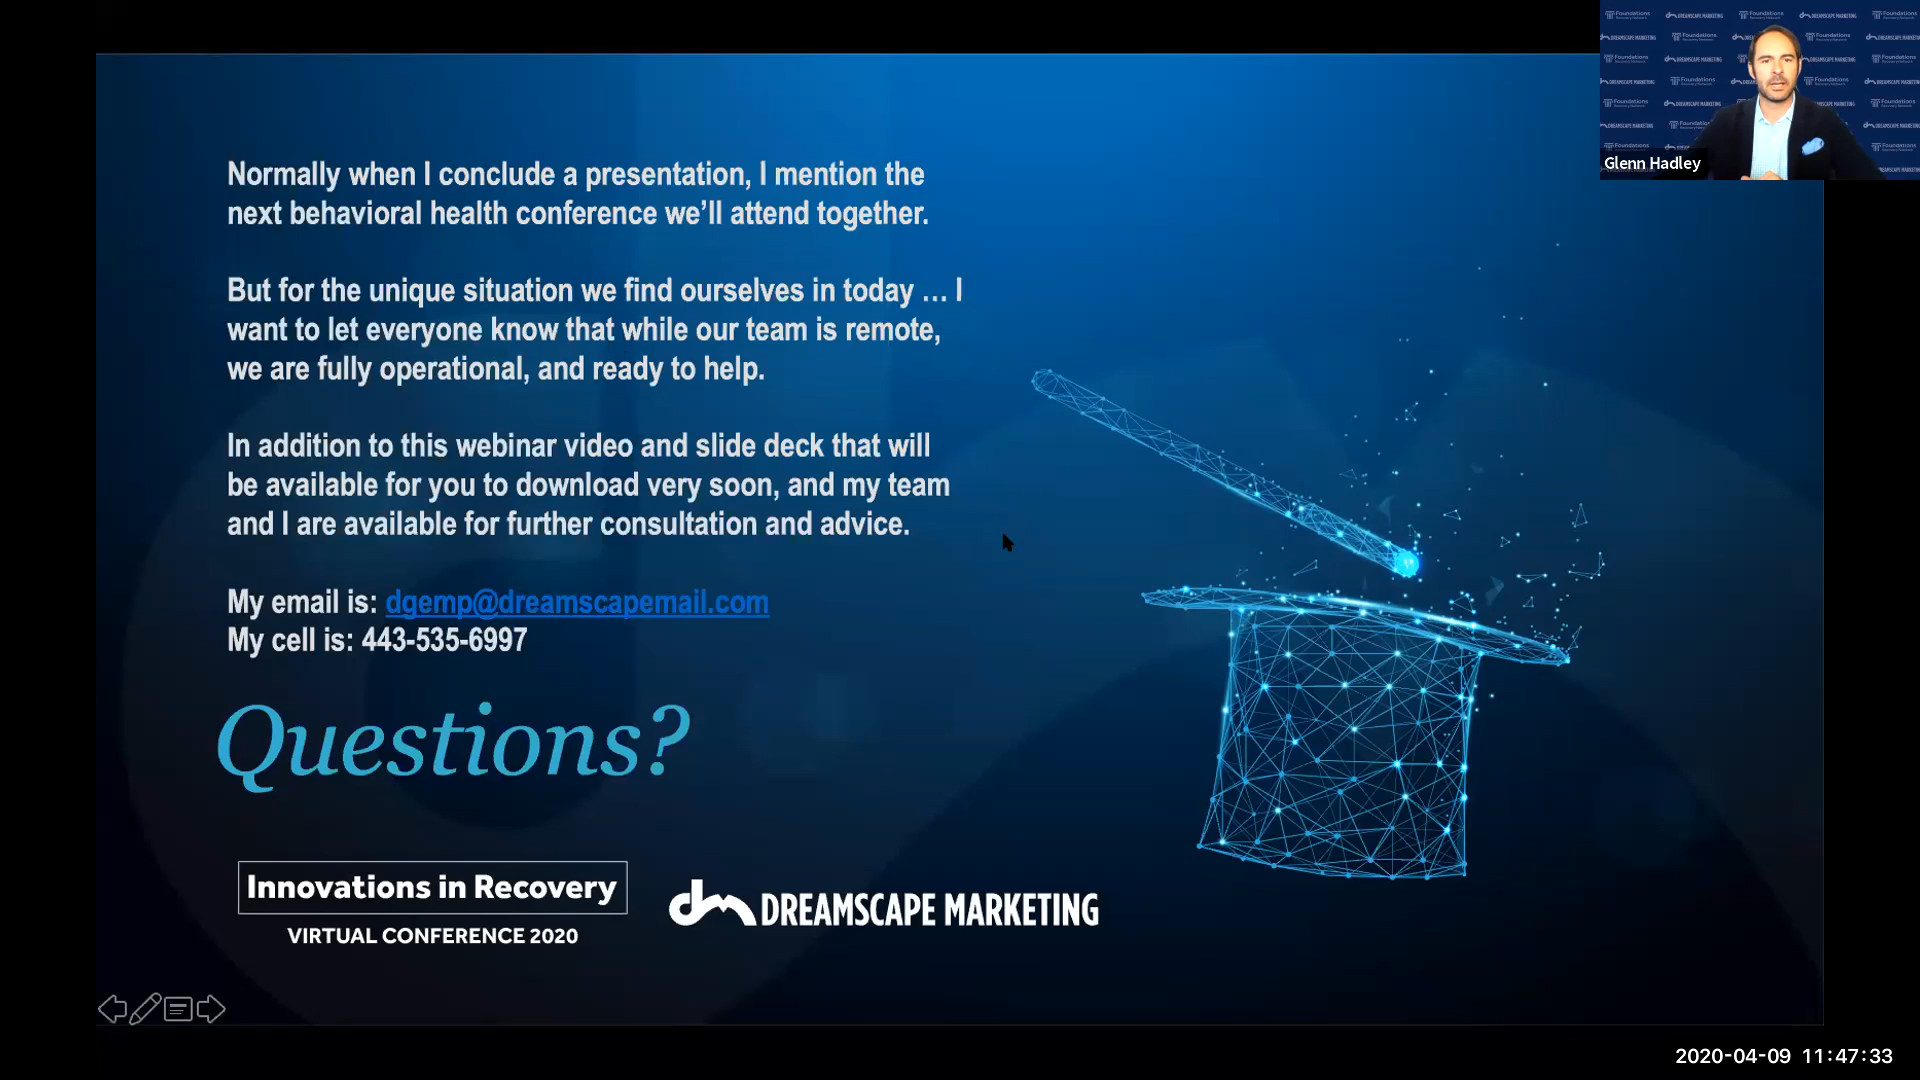 Normally when I conclude a presentation, I mention the
next behavioral health conference we’ll attend together.
But for the unique situation we find ourselves in today … I
want to let everyone know that while our team is remote,
we are fully operational, and ready to help.
In addition to this webinar video and slide deck that will
be available for you to download very soon, and my team
and I are available for further consultation and advice.
My email is: dgemp@dreamscapemail.com
My cell is: 443-535-6997
Questions?
Innovations in Recovery
VIRTUAL CONFERENCE 2020
dm DREAMSCAPE MARKETING
Foundations
DREAMSCAPE MARKETING
Glenn Hadley
2020-04-09 11:47:33